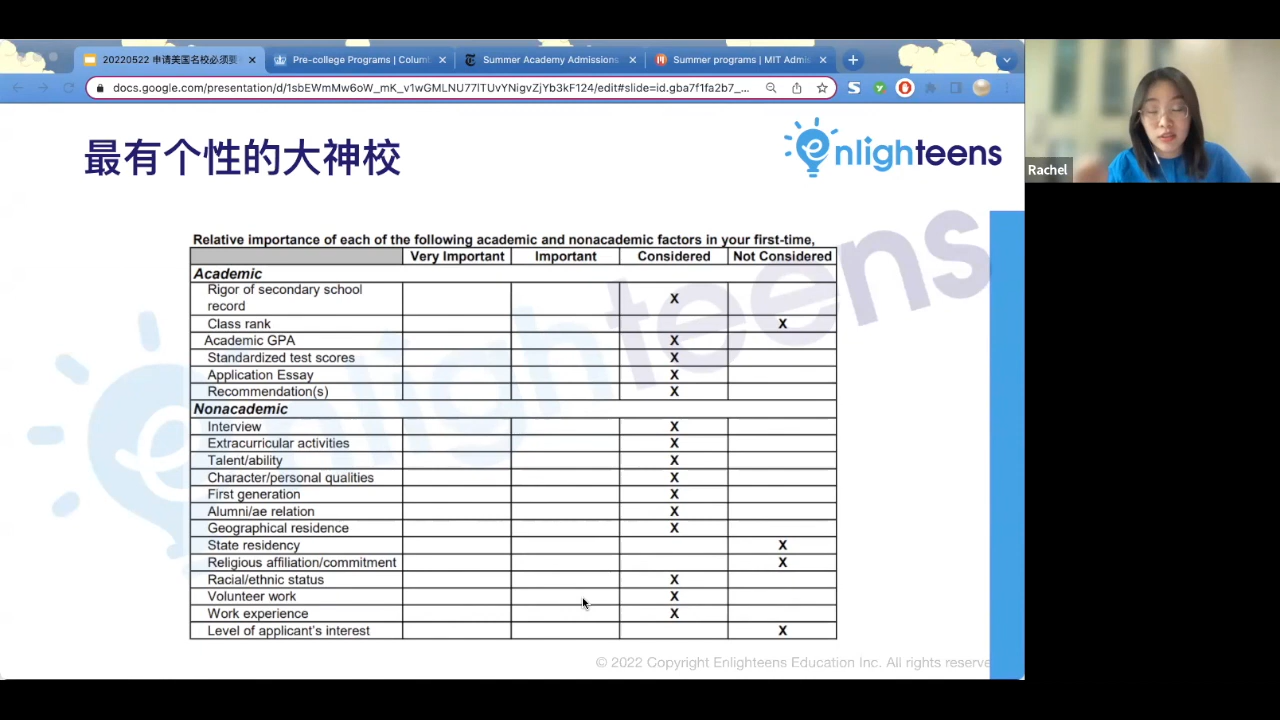 20220522 申请美国名校必须要
Pre-college Programs | Colum
Summer Academy Admissions
Summer programs | MIT Admis
docs.google.com/presentation/d/1sbEWmMw6oW_mK_v1wGMLNU77lTUvYNigvZjYb3kF124/edit#slide=id.gba7f1fa2b7_...
最有个性的大神校
enlighteens
Rachel
Relative importance of each of the following academic and nonacademic factors in your first-time,
Very Important Important Considered Not Considered
Academic
Rigor of secondary school
record X
Class rank X
Academic GPA X
Standardized test scores X
Application Essay X
Recommendation(s) X
Nonacademic
Interview X
Extracurricular activities X
Talent/ability X
Character/personal qualities X
First generation X
Alumni/ae relation X
Geographical residence X
State residency X
Religious affiliation/commitment X
Racial/ethnic status X
Volunteer work X
Work experience X
Level of applicant's interest X
enlighteens
© 2022 Copyright Enlighteens Education Inc. All rights reserve